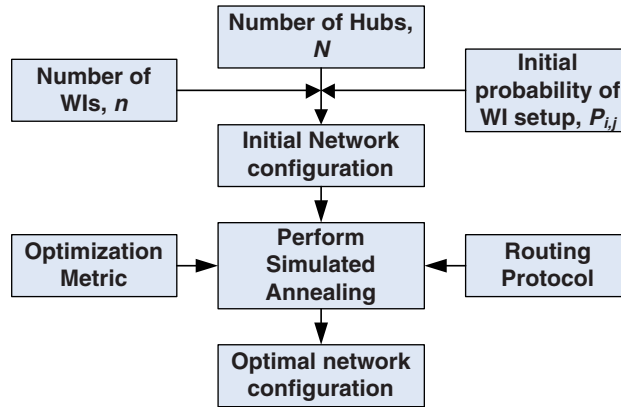 Number of Hubs,
N
Number of
WIs, n
Initial
probability of
WI setup, Pi,j
Initial Network
configuration
Optimization
Metric
Perform
Simulated
Annealing
Routing
Protocol
Optimal network
configuration